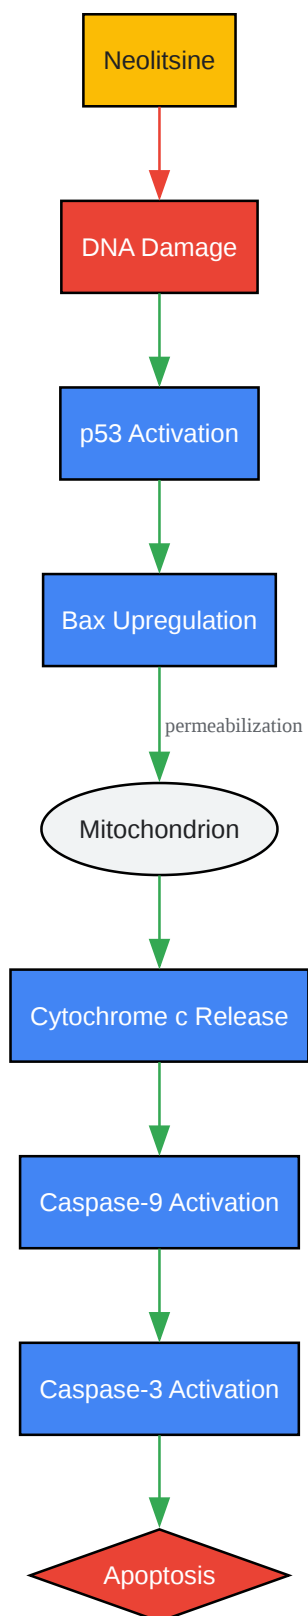 Neolitsine
DNA Damage
p53 Activation
Bax Upregulation
permeabilization
Mitochondrion
Cytochrome c Release
Caspase-9 Activation
Caspase-3 Activation
Apoptosis